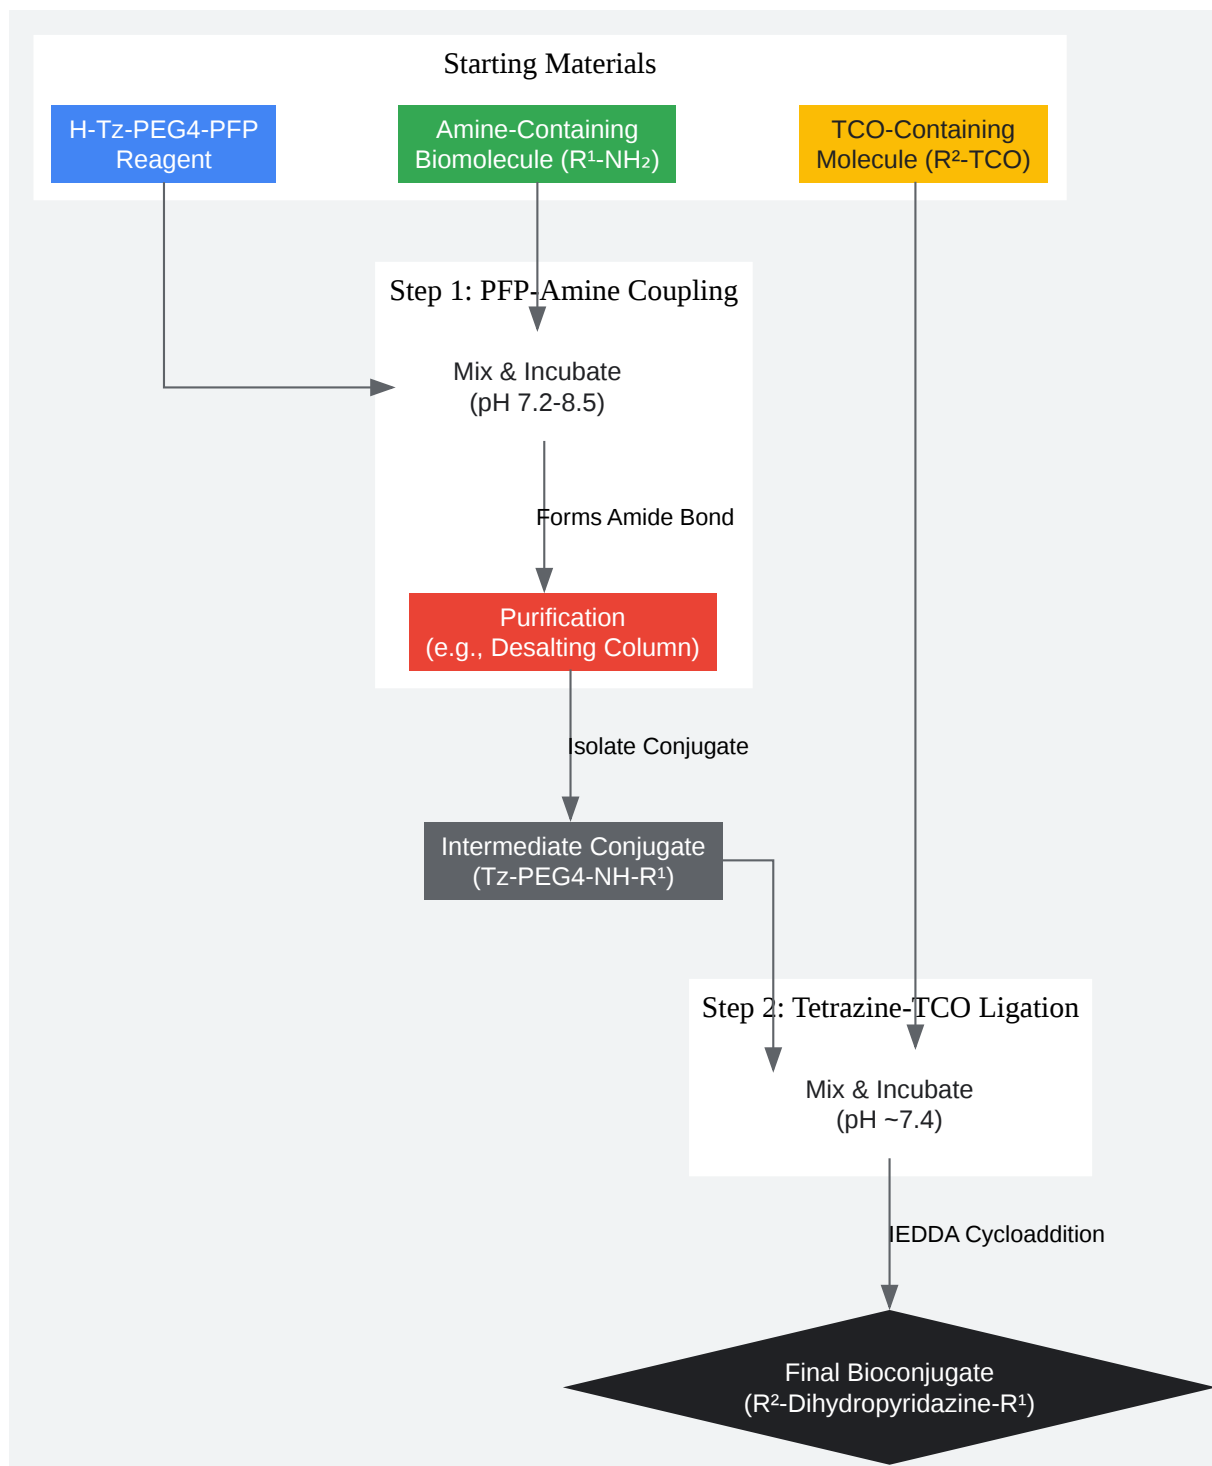 Starting Materials
H-Tz-PEG4-PFP
Reagent
Amine-Containing
Biomolecule (R¹-NH₂)
TCO-Containing
Molecule (R²-TCO)
Step 1: PFP-Amine Coupling
Mix & Incubate
(pH 7.2-8.5)
Forms Amide Bond
Purification
(e.g., Desalting Column)
Isolate Conjugate
Intermediate Conjugate
(Tz-PEG4-NH-R¹)
Step 2: Tetrazine-TCO Ligation
Mix & Incubate
(pH ~7.4)
IEDDA Cycloaddition
Final Bioconjugate
(R²-Dihydropyridazine-R¹)